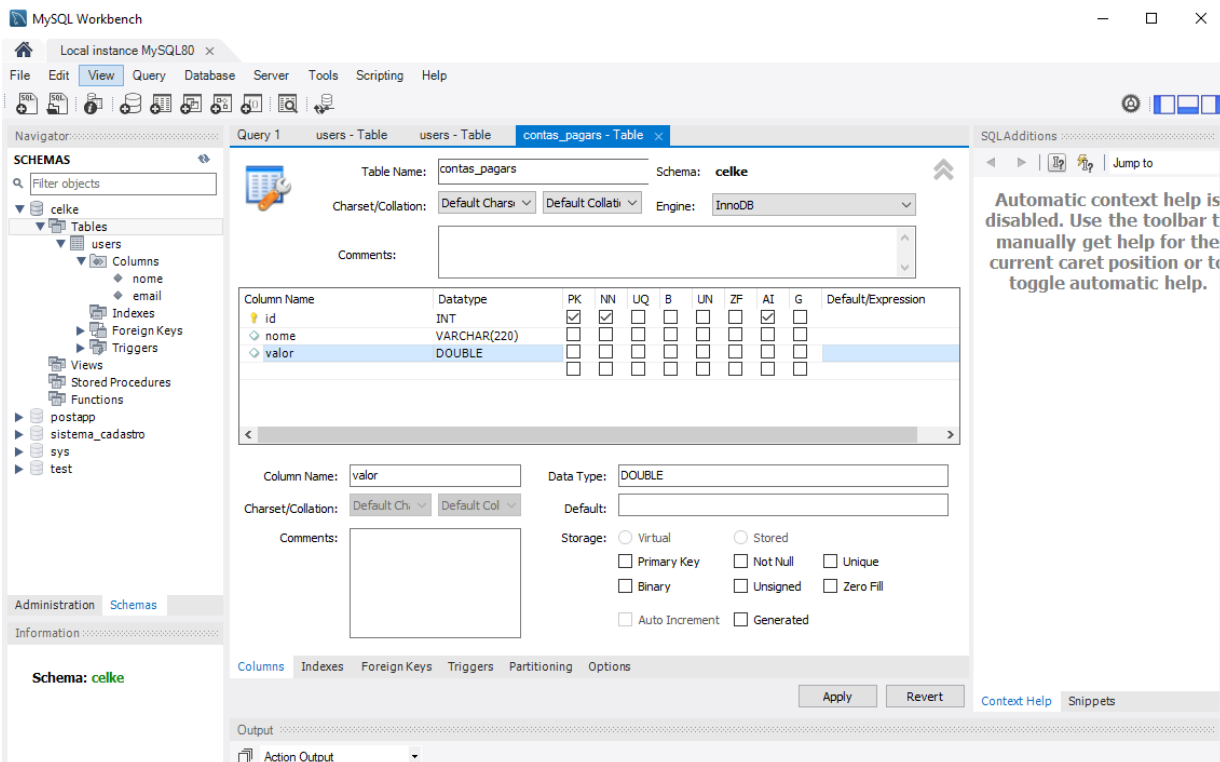 MySQL Workbench
Local instance MySQL80
File Edit View Query Database Server Tools Scripting Help
Navigator
SCHEMAS
Filter objects
celke
Tables
users
Columns
nome
email
Indexes
Foreign Keys
Triggers
Views
Stored Procedures
Functions
postapp
sistema_cadastro
sys
test
Administration Schemas
Information
Schema: celke
Query 1 users - Table users - Table contas_pagars - Table
Table Name: contas_pagars Schema: celke
Charset/Collation: Default Charse Default Collati Engine: InnoDB
Comments:
Column Name Datatype PK NN UQ B UN ZF AI G Default/Expression
id INT
nome VARCHAR(220)
valor DOUBLE
Column Name: valor Data Type: DOUBLE
Charset/Collation: Default Cha Default Col Default:
Comments: Storage: Virtual Stored
Primary Key Not Null Unique
Binary Unsigned Zero Fill
Auto Increment Generated
Columns Indexes Foreign Keys Triggers Partitioning Options
Apply Revert
Output
Action Output
SQLAdditions
Jump to
Automatic context help is
disabled. Use the toolbar t
manually get help for the
current caret position or to
toggle automatic help.
Context Help Snippets